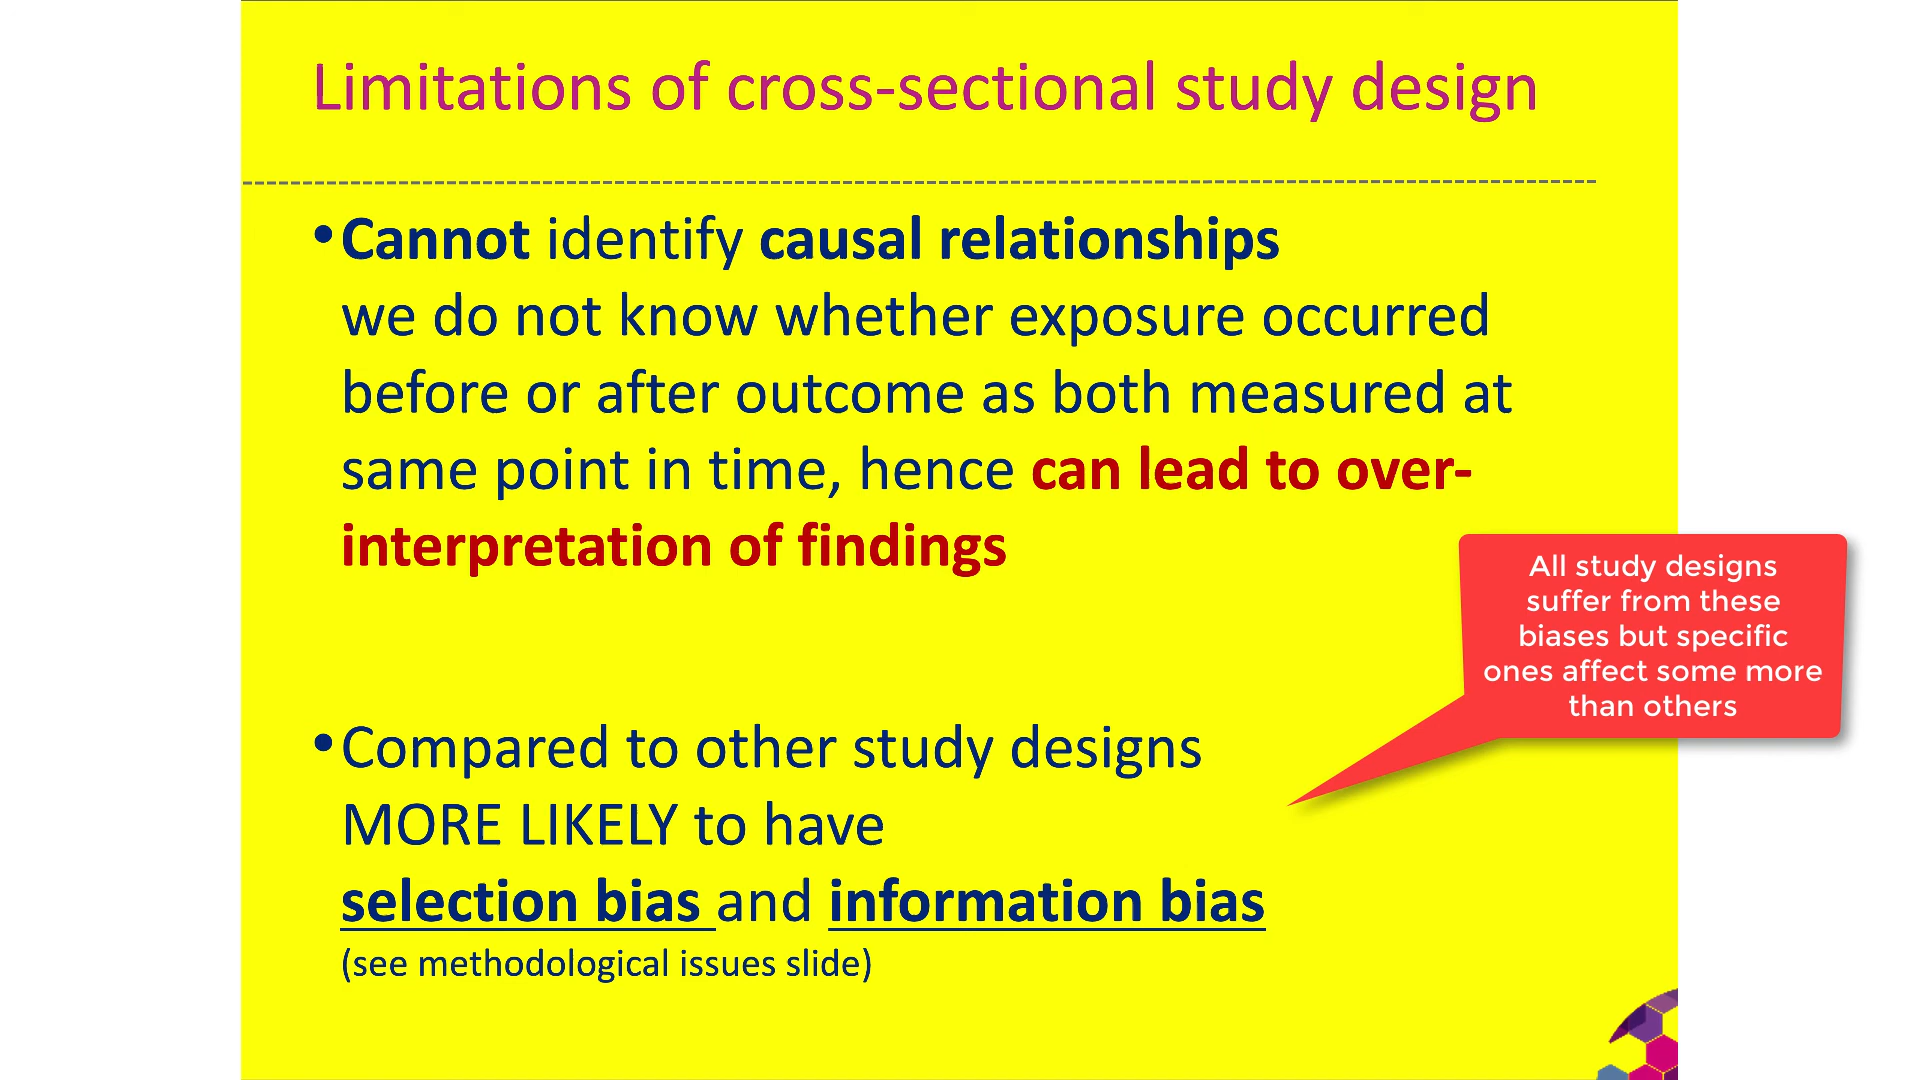 Limitations of cross-sectional study design
•Cannot identify causal relationships
we do not know whether exposure occurred
before or after outcome as both measured at
same point in time, hence can lead to over-
interpretation of findings
All study designs
suffer from these
biases but specific
ones affect some more
than others
•Compared to other study designs
MORE LIKELY to have
selection bias and information bias
(see methodological issues slide)